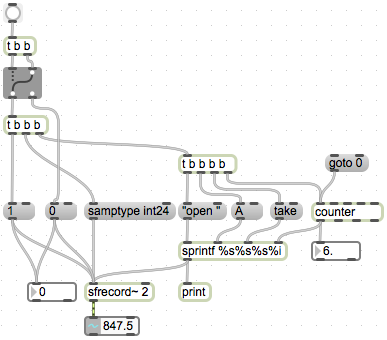 t b b
t b b b
t b b b b
goto 0
1
0
samptype int24
"open "
A
take
counter
sprintf %s%s%s%i
6.
0
sfrecord~ 2
print
847.5